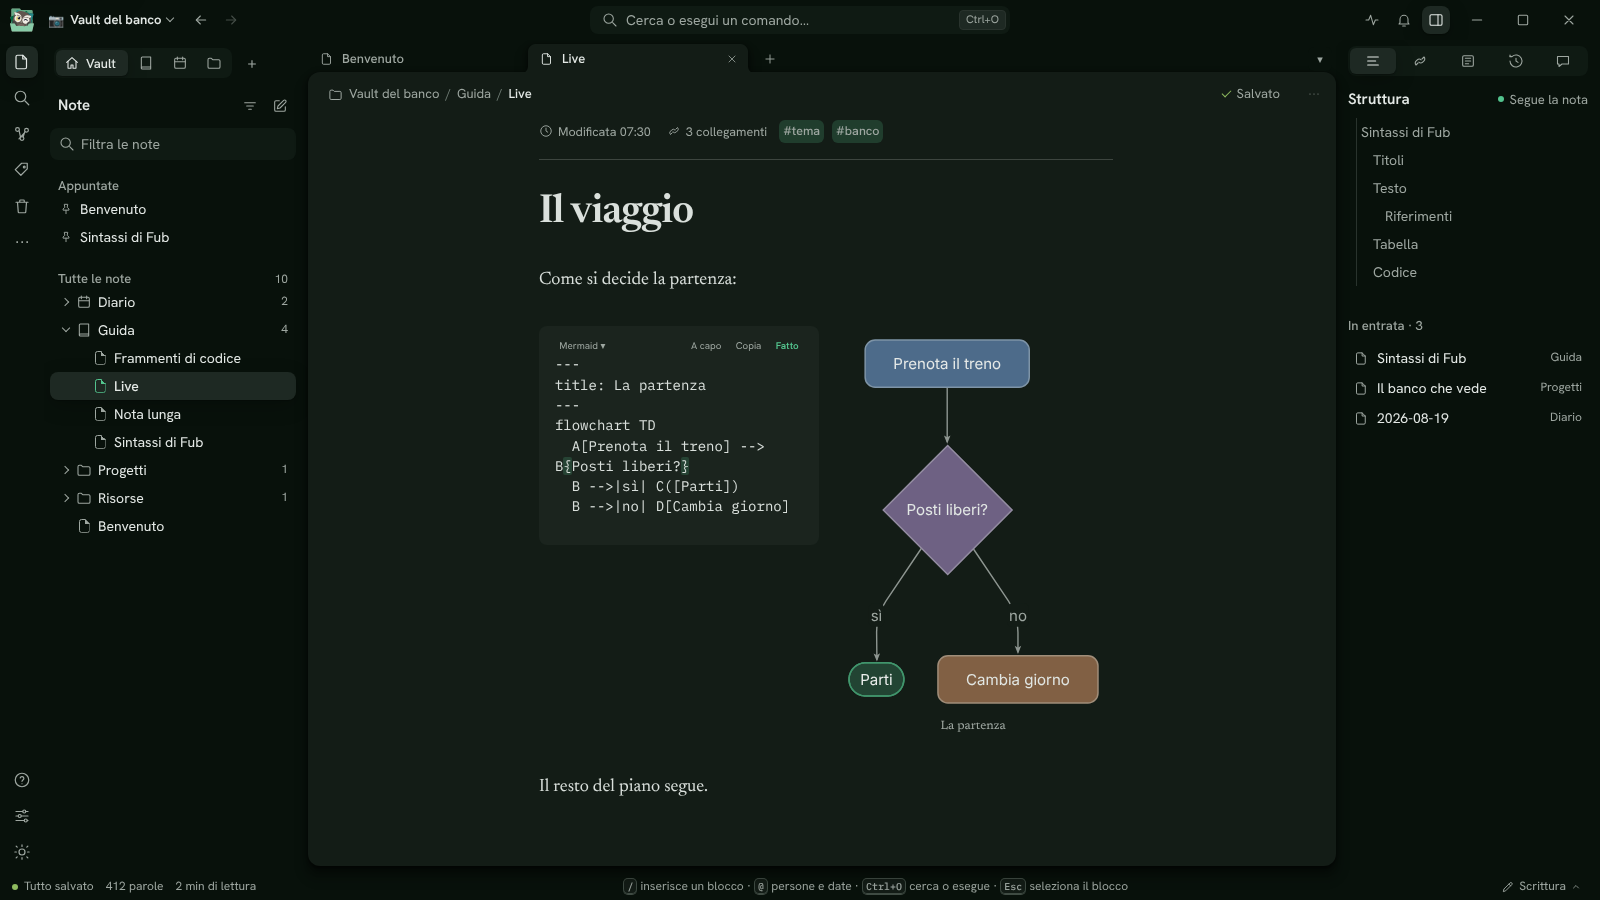 Vault del banco
Cerca o esegui un comando...
Ctrl+O
Vault
Note
Filtra le note
Appuntate
Benvenuto
Sintassi di Fub
Tutte le note 10
Diario 2
Guida 4
Frammenti di codice
Live
Nota lunga
Sintassi di Fub
Progetti 1
Risorse 1
Benvenuto
Benvenuto
Live
Vault del banco / Guida / Live
Salvato
Modificata 07:30
3 collegamenti
#tema
#banco
Il viaggio
Come si decide la partenza:
Mermaid
A capo
Copia
Fatto
---
title: La partenza
---
flowchart TD
A[Prenota il treno] -->
B{Posti liberi?}
B -->|sì| C([Parti])
B -->|no| D[Cambia giorno]
Prenota il treno
Posti liberi?
sì
no
Parti
Cambia giorno
La partenza
Il resto del piano segue.
Struttura
Segue la nota
Sintassi di Fub
Titoli
Testo
Riferimenti
Tabella
Codice
In entrata · 3
Sintassi di Fub Guida
Il banco che vede Progetti
2026-08-19 Diario
Tutto salvato
412 parole
2 min di lettura
/ inserisce un blocco · @ persone e date · Ctrl+O cerca o esegue · Esc seleziona il blocco
Scrittura